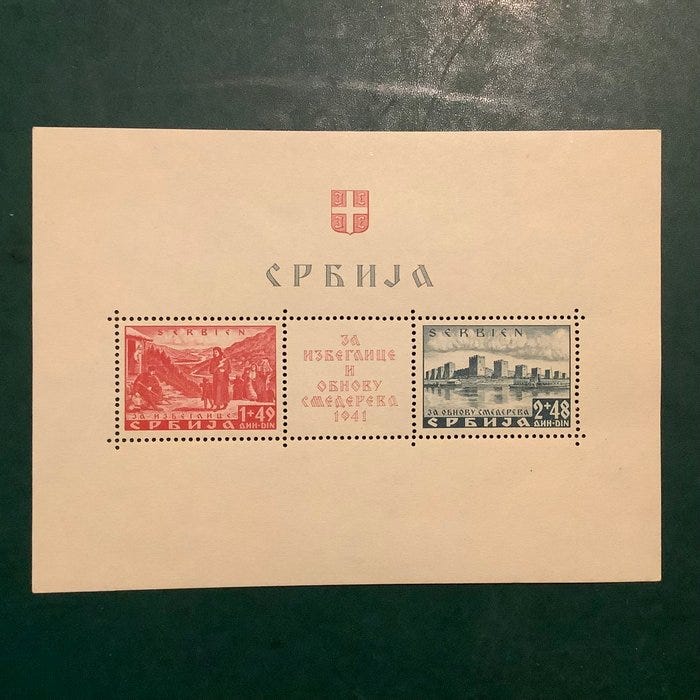 СРБИЈА
SERBIEN
ЗА ИЗБЕГЛИЦЕ
1+49
СРБИЈА
ДИН-DIN
ЗА
ИЗБЕГЛИЦЕ
И
ОБНОВУ
СМЕДЕРЕВА
1941
SERBIEN
ЗА ОБНОВУ СМЕДЕРЕВА
2+48
СРБИЈА
ДИН-DIN